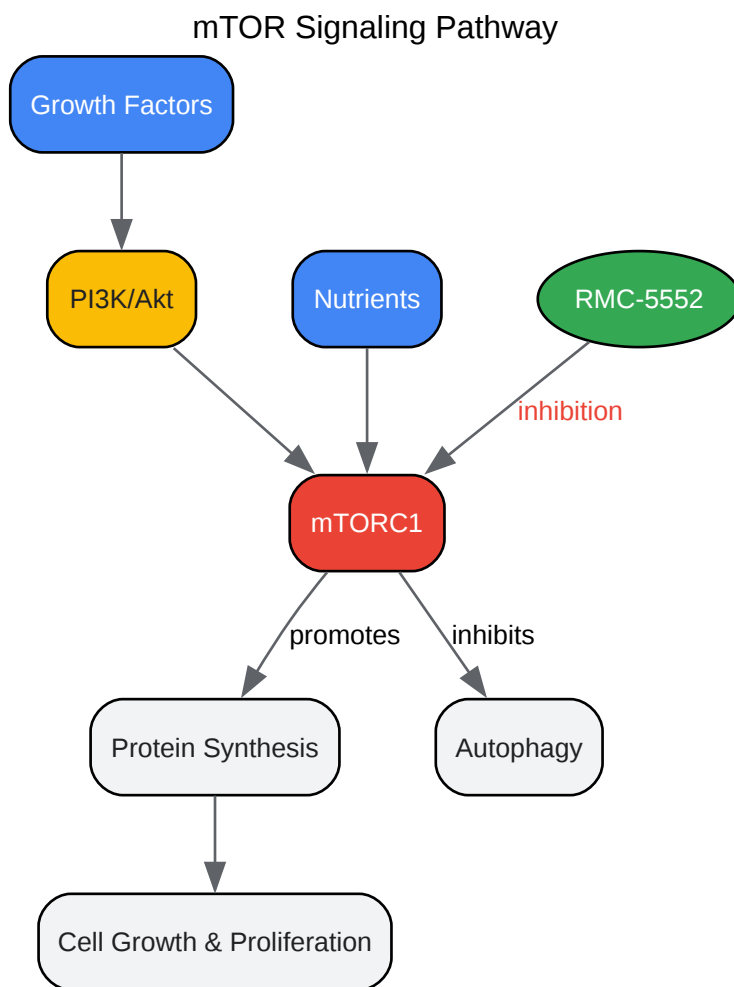 mTOR Signaling Pathway
Growth Factors
PI3K/Akt
Nutrients
RMC-5552
inhibition
mTORC1
promotes
inhibits
Protein Synthesis
Autophagy
Cell Growth & Proliferation